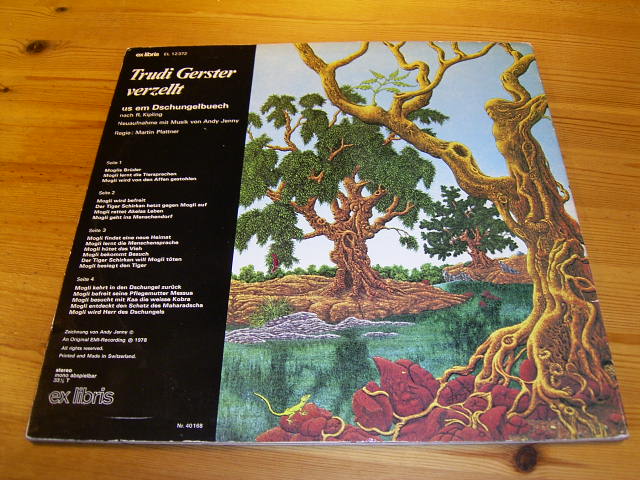 ex libris EL 12 372
Trudi Gerster
verzellt
us em Dschungelbuech
nach R. Kipling
Neuaufnahme mit Musik von Andy Jenny
Regie: Martin Plattner
Seite 1
Moglis Brüder
Mogli lernt die Tiersprachen
Mogli wird von den Affen gestohlen
Seite 2
Mogli wird befreit
Der Tiger Schirkan hetzt gegen Mogli auf
Mogli rettet Akelas Leben
Mogli geht ins Menschendorf
Seite 3
Mogli findet eine neue Heimat
Mogli lernt die Menschensprache
Mogli hütet das Vieh
Mogli bekommt Besuch
Der Tiger Schirkan will Mogli töten
Mogli besiegt den Tiger
Seite 4
Mogli kehrt in den Dschungel zurück
Mogli befreit seine Pflegemutter Messua
Mogli besucht mit Kaa die weisse Kobra
Mogli entdeckt den Schatz des Maharadscha
Mogli wird Herr des Dschungels
Zeichnung von Andy Jenny ©
An Original EMI-Recording ℗ 1978
All rights reserved.
Printed and Made in Switzerland.
stereo
mono abspielbar
33⅓ T
ex libris
Nr. 40168